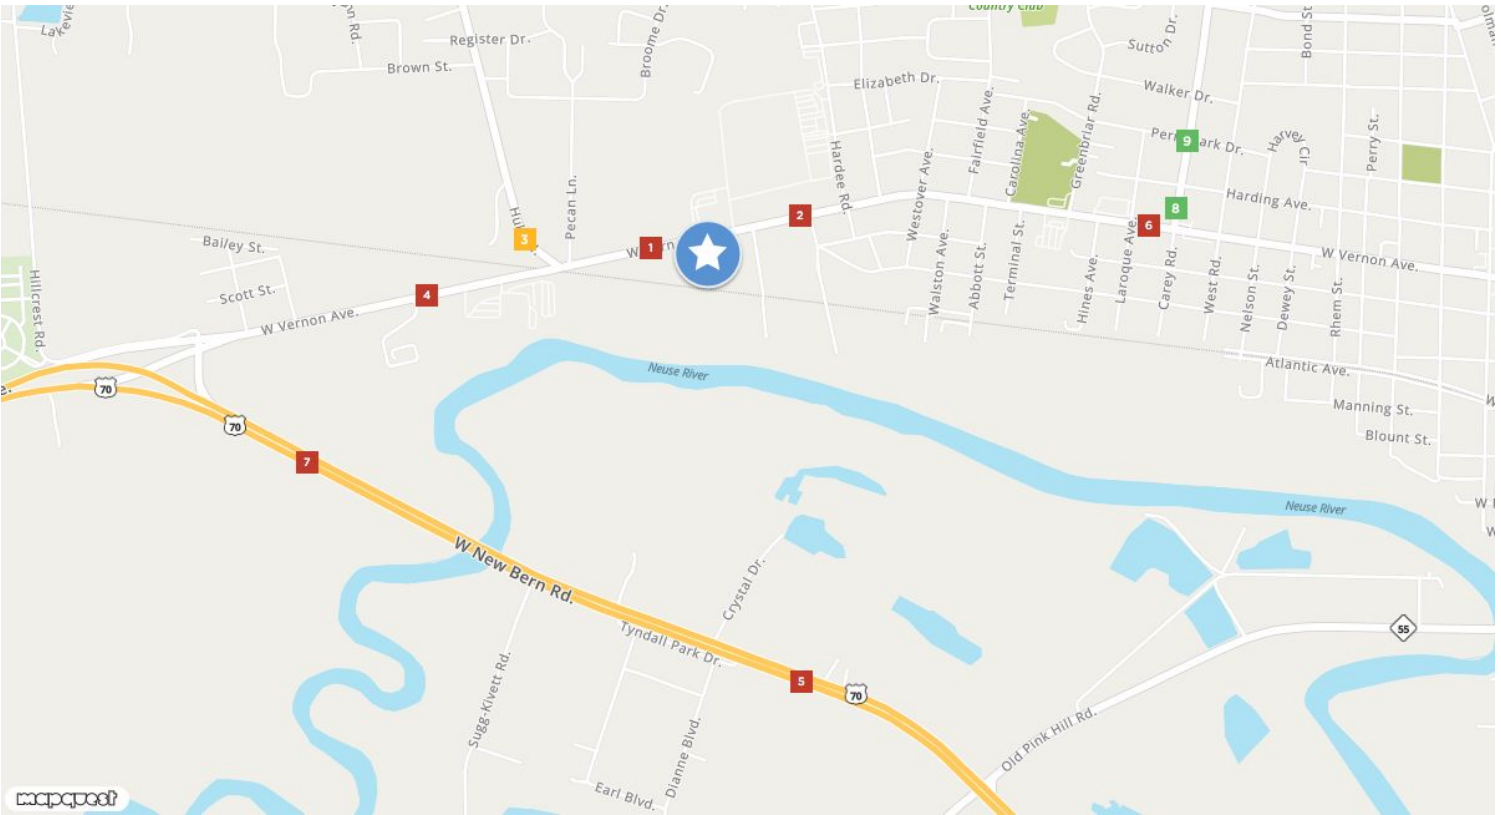 Country Club
Register Dr.
Brown St.
Broome Dr.
Sutton Dr.
Bond St
Elizabeth Dr.
Walker Dr.
Fairfield Ave.
Carolina Ave.
Greenbriar Rd.
9
Harvey Cir
Perry St.
Hardee Rd.
Pecan Ln.
Westover Ave.
Harding Ave.
8
2
6
3
1
Bailey St.
W Vernon Ave.
Hillcrest Rd.
Scott St.
4
W Vernon Ave.
Walston Ave.
Abbott St.
Terminal St.
Hines Ave.
Laroque Ave.
Carey Rd.
West Rd.
Nelson St.
Dewey St.
Rhem St.
Atlantic Ave.
Neuse River
70
70
Manning St.
Blount St.
7
Neuse River
W New Bern Rd.
Crystal Dr.
Tyndall Park Dr.
55
5
70
Sugg-Kivett Rd.
Dianne Blvd.
Old Pink Hill Rd.
Earl Blvd.
mapquest